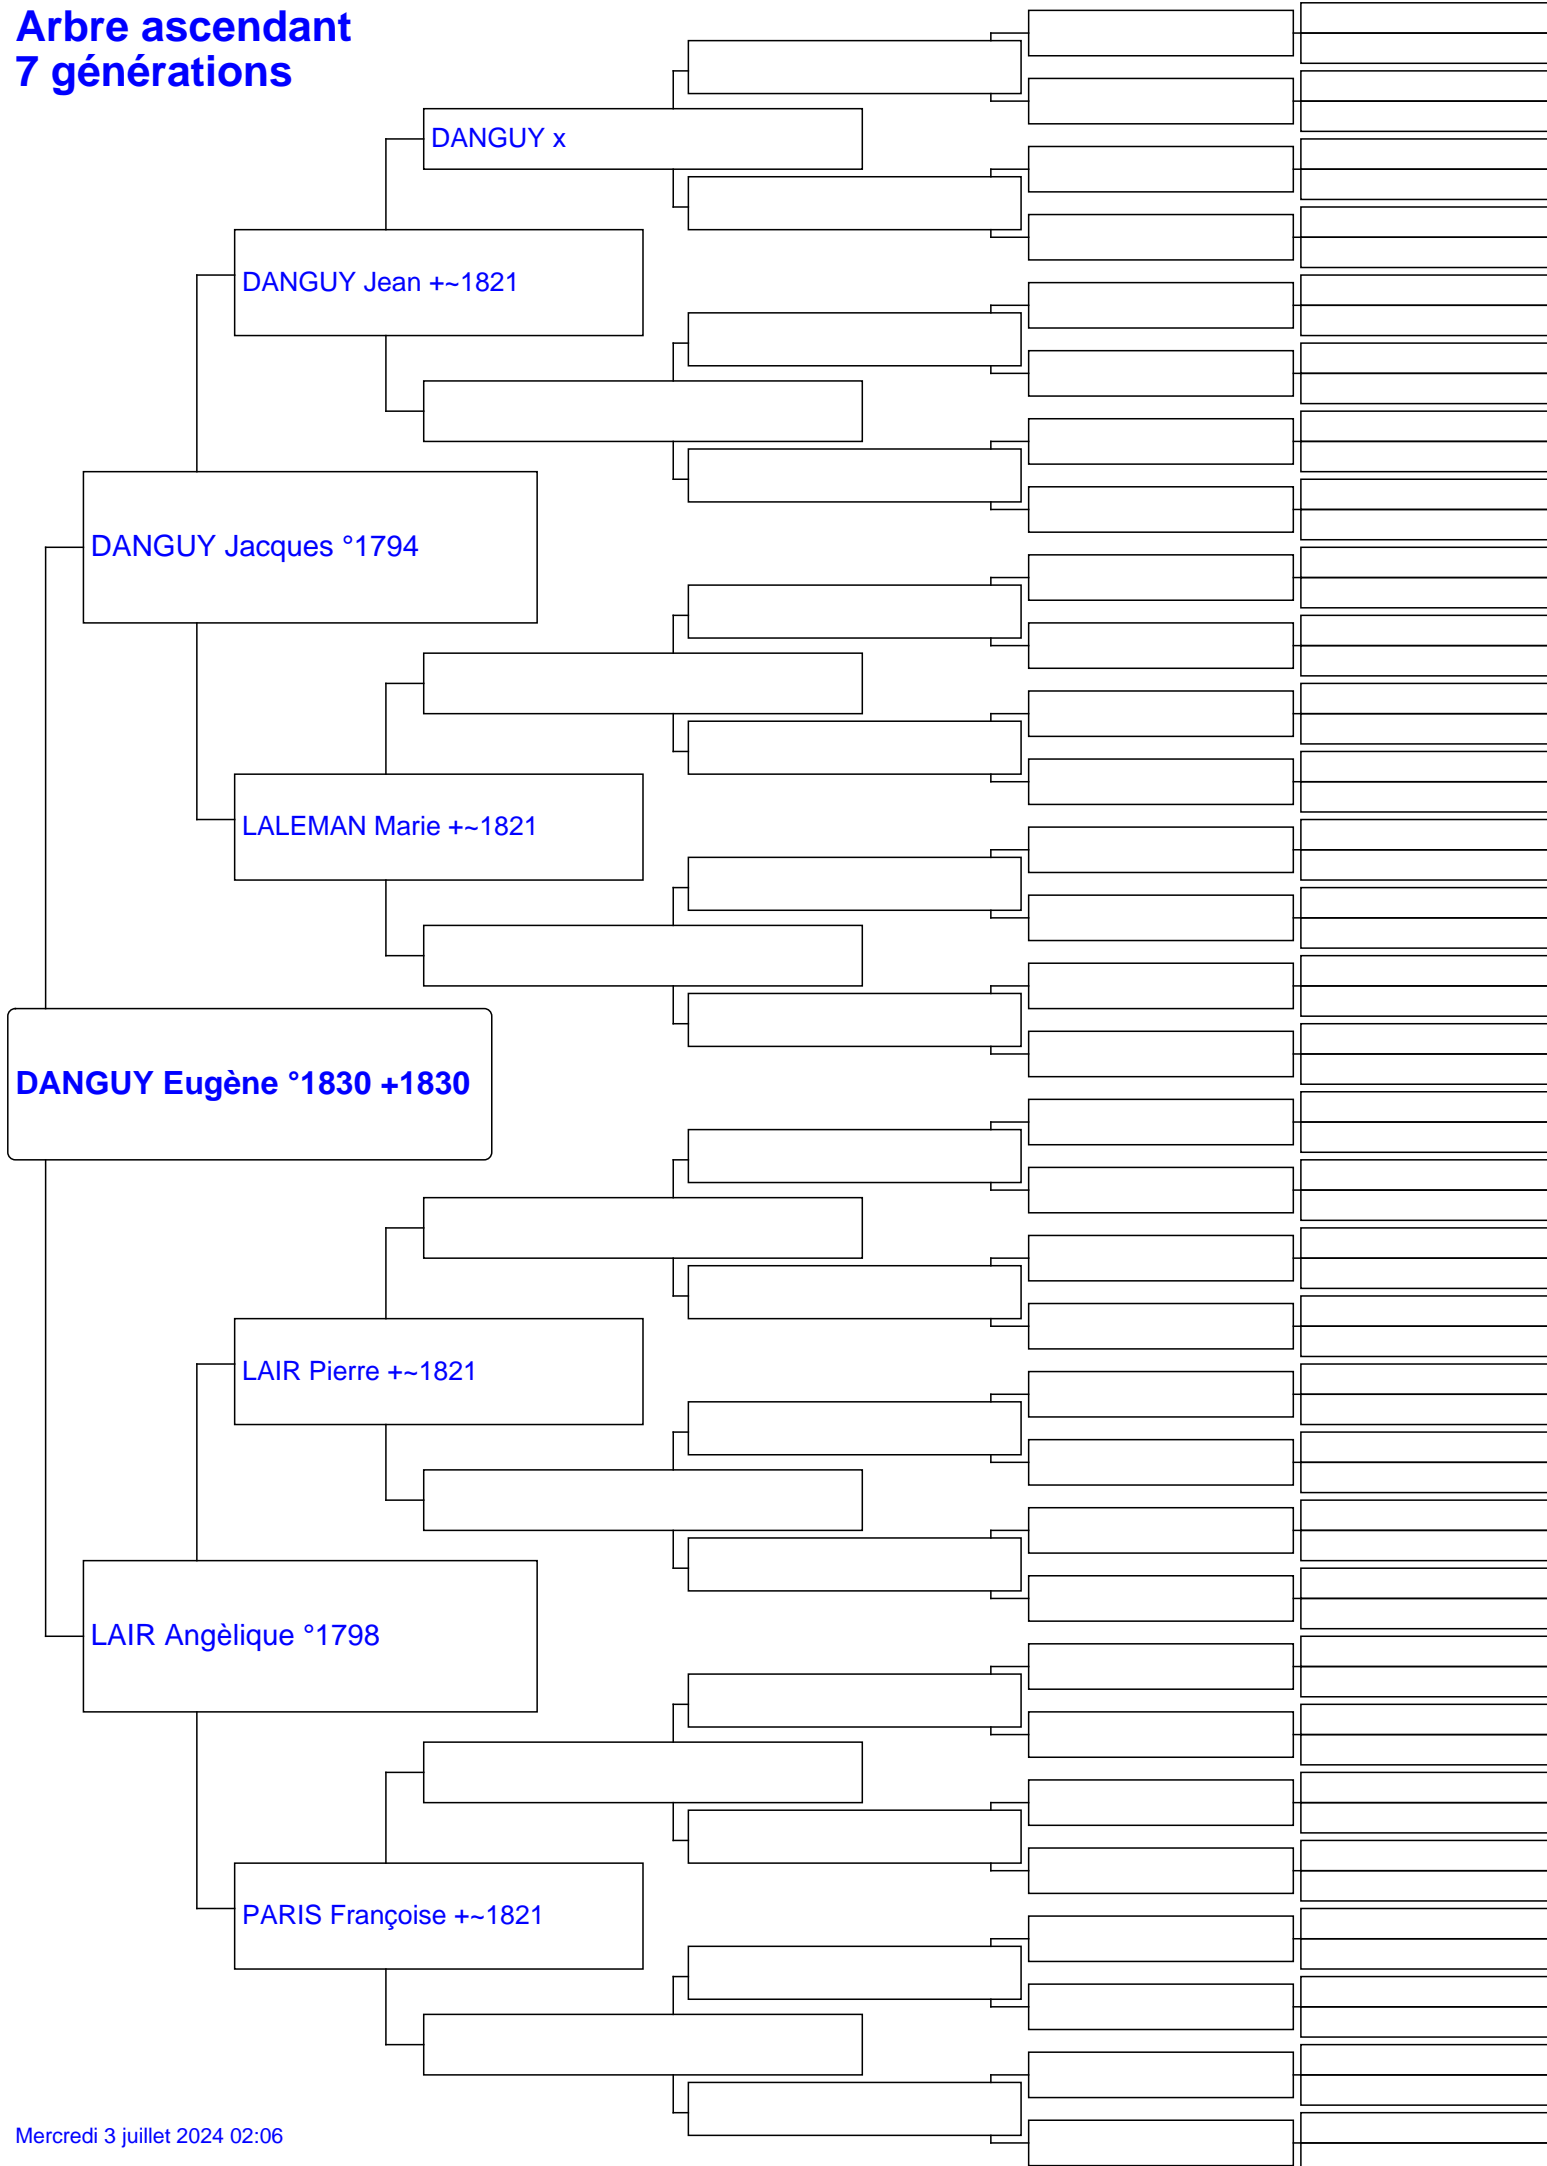 Arbre ascendant
7 générations
DANGUY x
DANGUY Jean +~1821
DANGUY Jacques °1794
LALEMAN Marie +~1821
DANGUY Eugène °1830 +1830
LAIR Pierre +~1821
LAIR Angèlique °1798
PARIS Françoise +~1821
Mercredi 3 juillet 2024 02:06